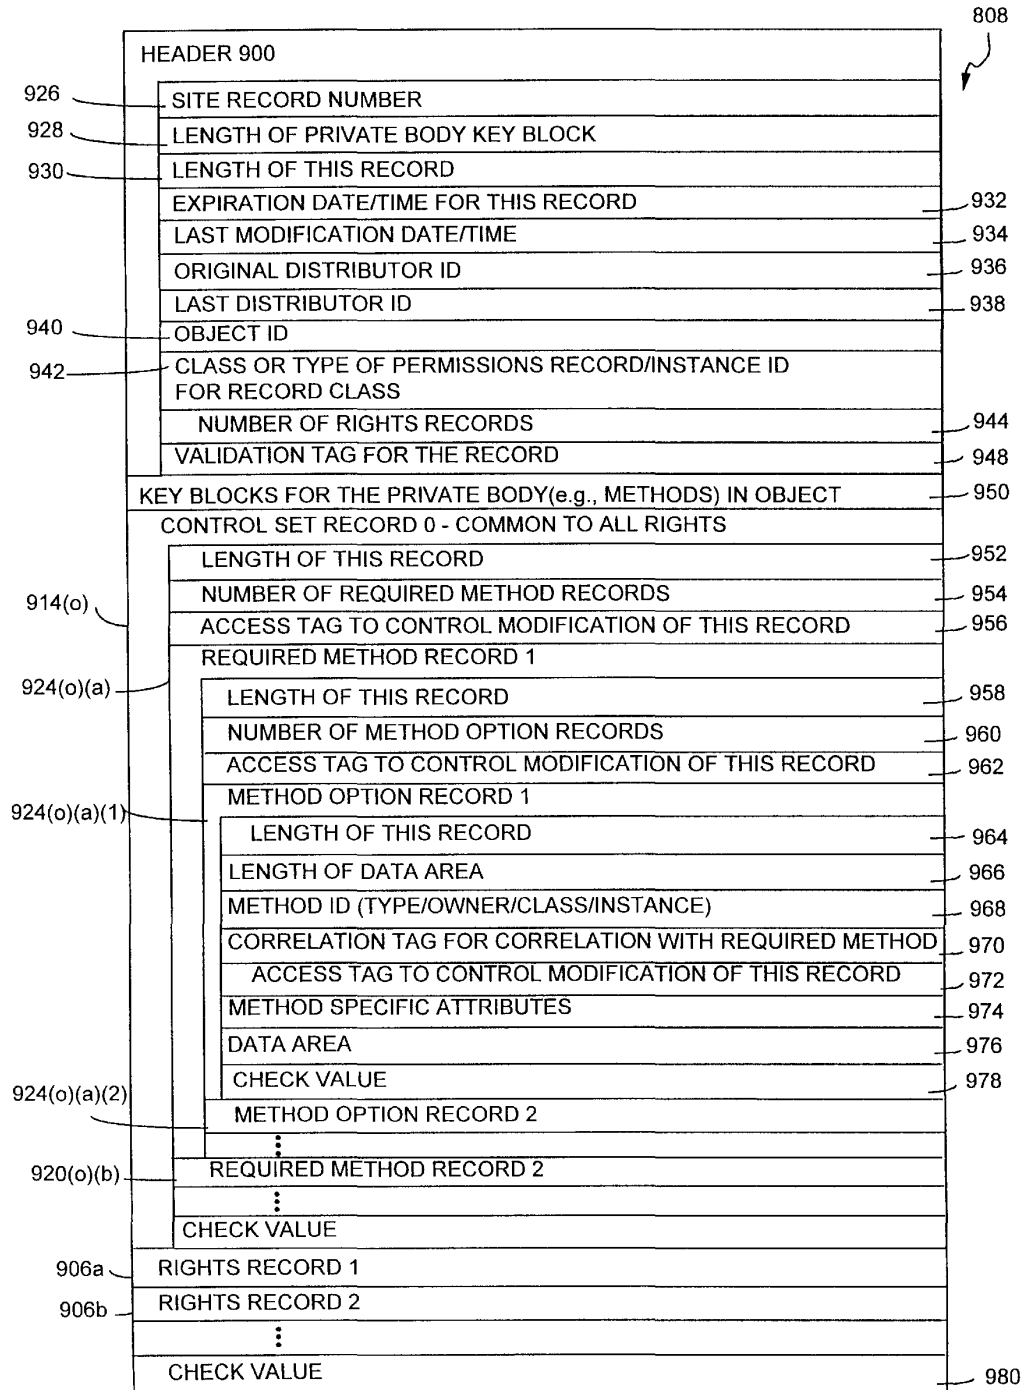 808
HEADER 900
926 SITE RECORD NUMBER
928 LENGTH OF PRIVATE BODY KEY BLOCK
930 LENGTH OF THIS RECORD
EXPIRATION DATE/TIME FOR THIS RECORD 932
LAST MODIFICATION DATE/TIME 934
ORIGINAL DISTRIBUTOR ID 936
LAST DISTRIBUTOR ID 938
940 OBJECT ID
942 CLASS OR TYPE OF PERMISSIONS RECORD/INSTANCE ID
FOR RECORD CLASS
NUMBER OF RIGHTS RECORDS 944
VALIDATION TAG FOR THE RECORD 948
KEY BLOCKS FOR THE PRIVATE BODY(e.g., METHODS) IN OBJECT 950
CONTROL SET RECORD 0 - COMMON TO ALL RIGHTS
LENGTH OF THIS RECORD 952
914(o) NUMBER OF REQUIRED METHOD RECORDS 954
ACCESS TAG TO CONTROL MODIFICATION OF THIS RECORD 956
REQUIRED METHOD RECORD 1
924(o)(a) LENGTH OF THIS RECORD 958
NUMBER OF METHOD OPTION RECORDS 960
ACCESS TAG TO CONTROL MODIFICATION OF THIS RECORD 962
924(o)(a)(1) METHOD OPTION RECORD 1
LENGTH OF THIS RECORD 964
LENGTH OF DATA AREA 966
METHOD ID (TYPE/OWNER/CLASS/INSTANCE) 968
CORRELATION TAG FOR CORRELATION WITH REQUIRED METHOD 970
ACCESS TAG TO CONTROL MODIFICATION OF THIS RECORD 972
METHOD SPECIFIC ATTRIBUTES 974
DATA AREA 976
CHECK VALUE 978
924(o)(a)(2) METHOD OPTION RECORD 2
920(o)(b) REQUIRED METHOD RECORD 2
CHECK VALUE
906a RIGHTS RECORD 1
906b RIGHTS RECORD 2
CHECK VALUE 980